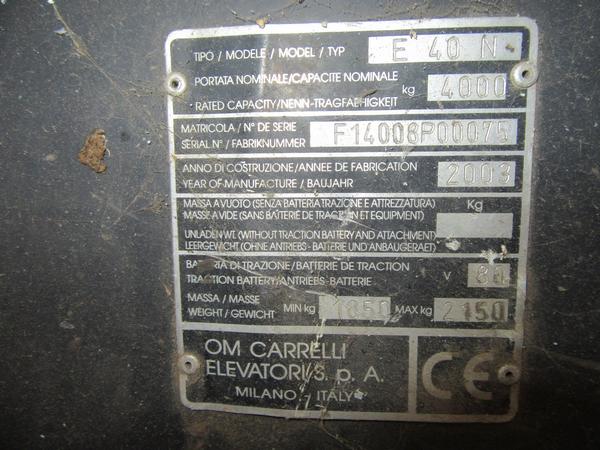 TIPO / MODELE / MODEL / TYP E 40 N
PORTATA NOMINALE/CAPACITE NOMINALE
kg 4000
RATED CAPACITY/NENN-TRAGFAEHIGKEIT
MATRICOLA / N° DE SERIE
SERIAL N° / FABRIKNUMMER F14008P00075
ANNO DI COSTRUZIONE/ANNEE DE FABRICATION
YEAR OF MANUFACTURE / BAUJAHR 2003
MASSA A VUOTO (SENZA BATTERIA TRAZIONE E ATTREZZATURA) Kg
MASSE A VIDE (SANS BATTERIE DE TRACTION ET EQUIPMENT)
UNLADEN WT. (WITHOUT TRACTION BATTERY AND ATTACHMENT)
LEERGEWICHT (OHNE ANTRIEBS - BATTERIE UND ANBAUGERAET)
BATTERIA DI TRAZIONE/BATTERIE DE TRACTION V 80
TRACTION BATTERY/ANTRIEBS-BATTERIE
MASSA / MASSE
WEIGHT / GEWICHT MIN kg 1850 MAX kg 2150
OM CARRELLI
ELEVATORI S. p. A.
MILANO - ITALY
CE